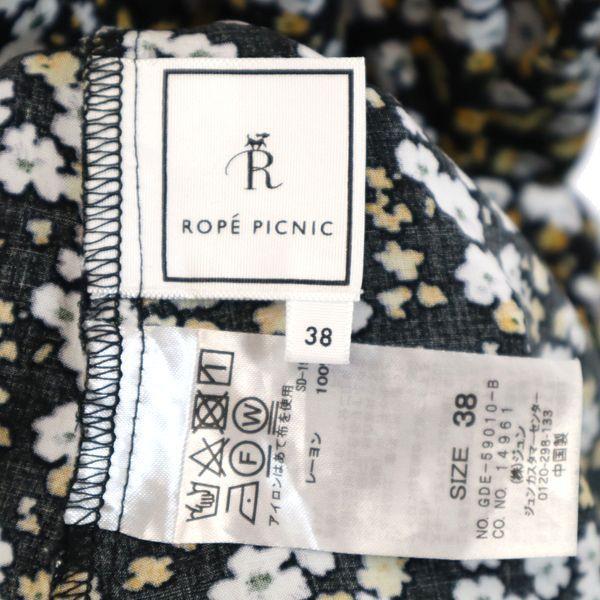 R
ROPÉ PICNIC
38
SD-1
100
レーヨン
アイロンはあて布を使用
F
W
SIZE 38
NO. GDE-59010-B
CO. NO. 14961
(株)ジュン
ジュンカスタマーセンター
0120-298-133
中国製